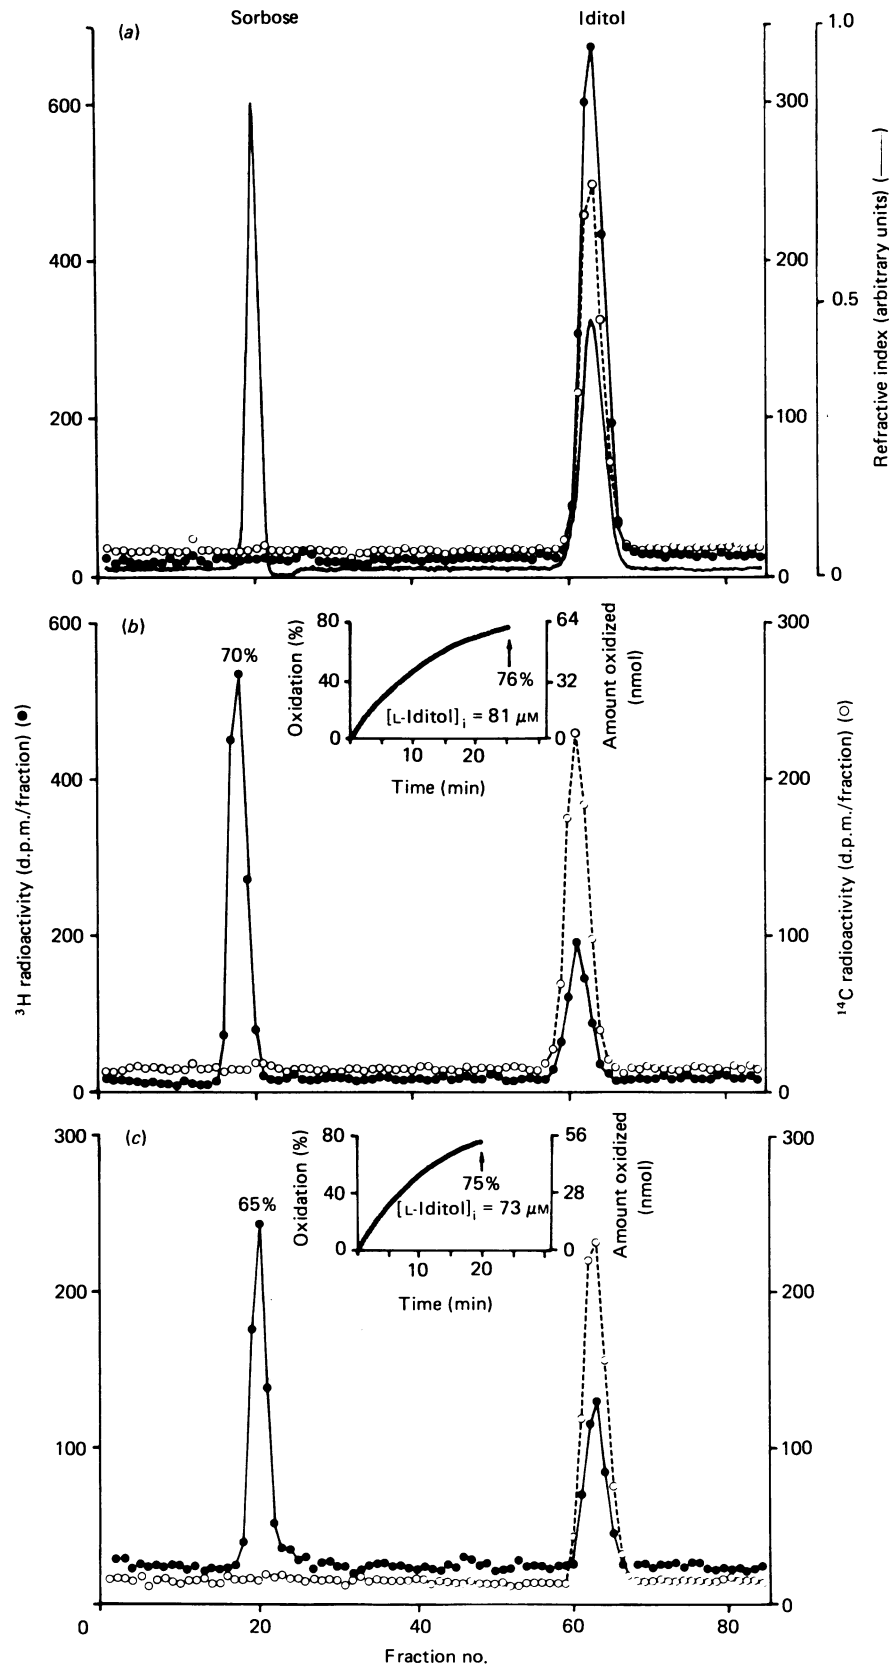 Sorbose
Iditol
(a)
600
400
200
0
300
200
100
0
1.0
0.5
0
Refractive index (arbitrary units) (——)
(b)
600
400
200
0
70%
Oxidation (%)
80
40
0
10
20
Time (min)
[L-Iditol]i = 81 μM
76%
64
32
0
Amount oxidized
(nmol)
300
200
100
0
³H radioactivity (d.p.m./fraction) (●)
¹⁴C radioactivity (d.p.m./fraction) (○)
(c)
300
200
100
0
65%
Oxidation (%)
80
40
0
10
20
Time (min)
75%
[L-Iditol]i = 73 μM
56
28
0
Amount oxidized
(nmol)
300
200
100
0
20
40
60
80
Fraction no.